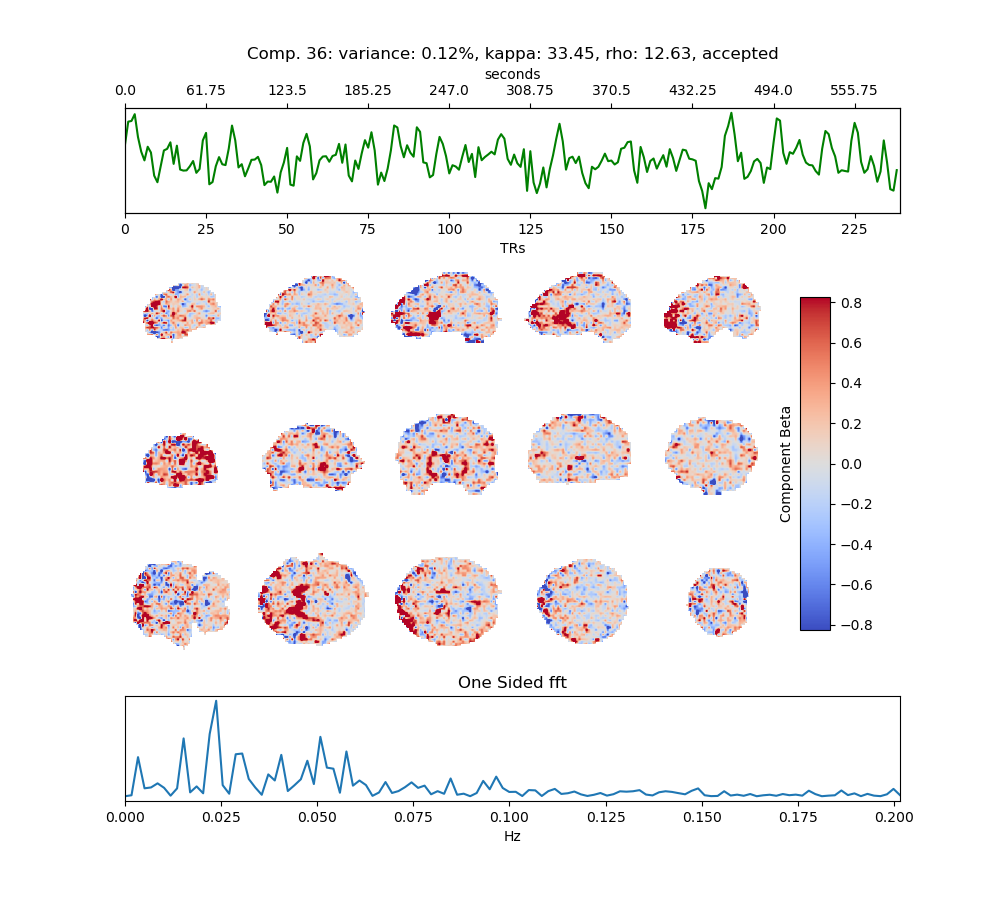 Comp. 36: variance: 0.12%, kappa: 33.45, rho: 12.63, accepted
seconds
0.0 61.75 123.5 185.25 247.0 308.75 370.5 432.25 494.0 555.75
0 25 50 75 100 125 150 175 200 225
TRs
0.8
0.6
0.4
0.2
0.0
−0.2
−0.4
−0.6
−0.8
Component Beta
One Sided fft
0.000 0.025 0.050 0.075 0.100 0.125 0.150 0.175 0.200
Hz